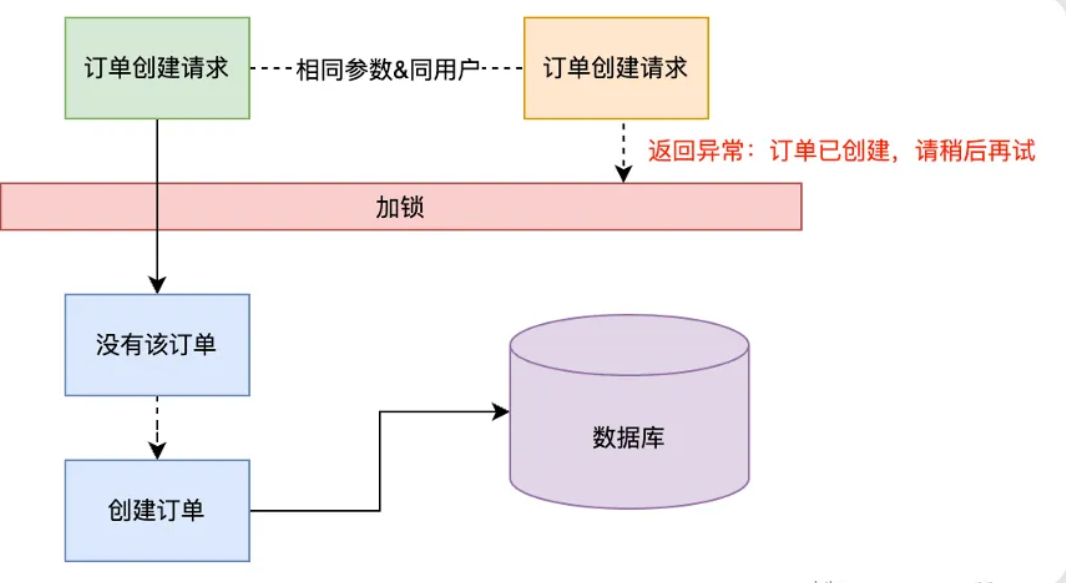 订单创建请求
相同参数&同用户
订单创建请求
返回异常：订单已创建，请稍后再试
加锁
没有该订单
数据库
创建订单